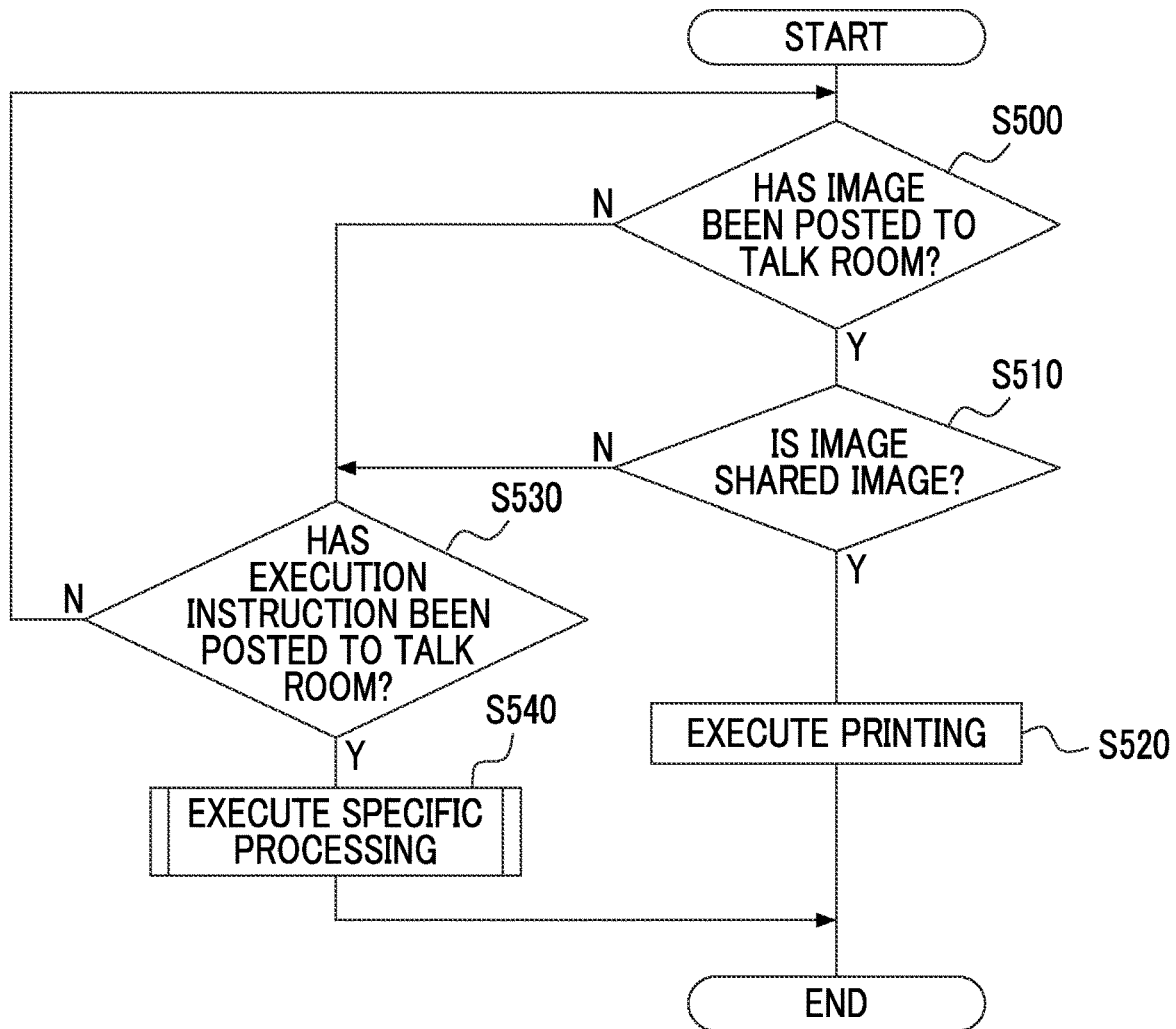 START
S500
HAS IMAGE
BEEN POSTED TO
TALK ROOM?
N
Y
S510
IS IMAGE
SHARED IMAGE?
N
Y
S530
HAS
EXECUTION
INSTRUCTION BEEN
POSTED TO TALK
ROOM?
N
Y
S540
EXECUTE SPECIFIC
PROCESSING
EXECUTE PRINTING
S520
END